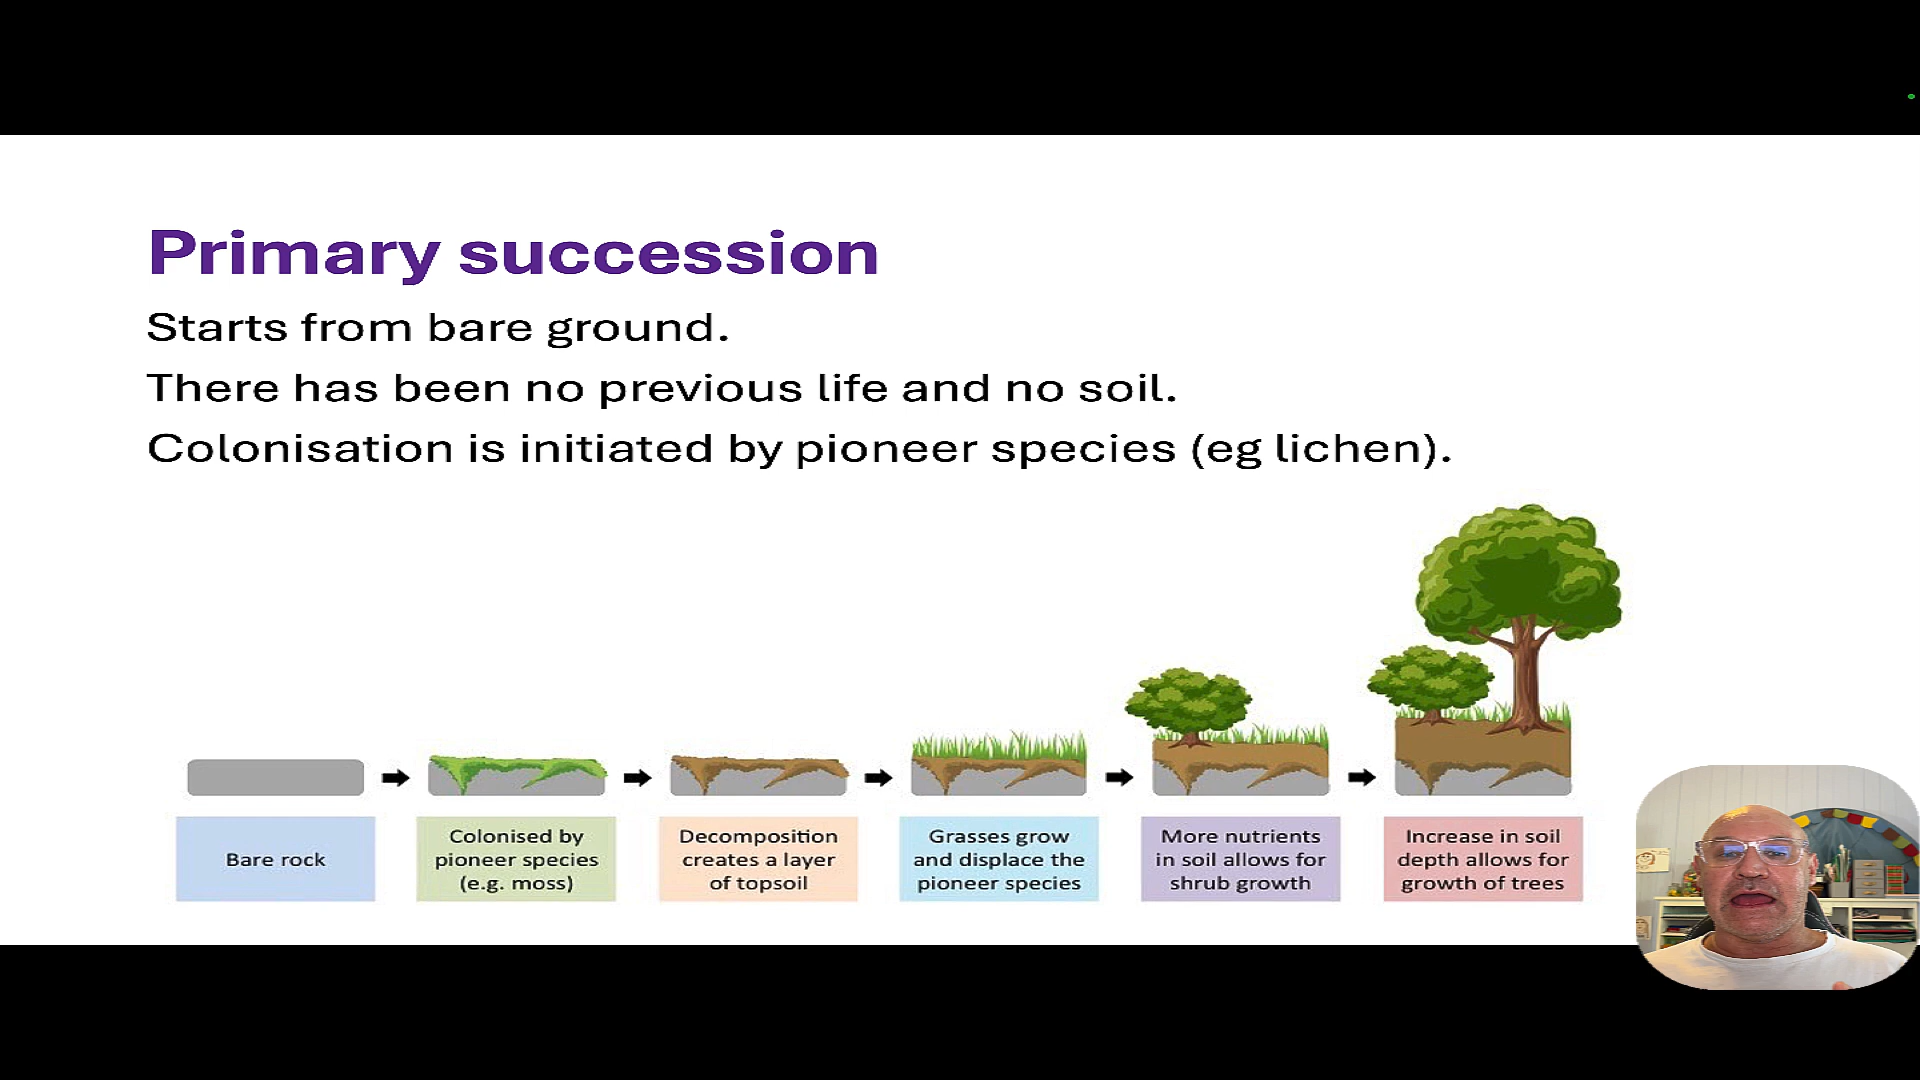 Primary succession
Starts from bare ground.
There has been no previous life and no soil.
Colonisation is initiated by pioneer species (eg lichen).
Bare rock
Colonised by
pioneer species
(e.g. moss)
Decomposition
creates a layer
of topsoil
Grasses grow
and displace the
pioneer species
More nutrients
in soil allows for
shrub growth
Increase in soil
depth allows for
growth of trees